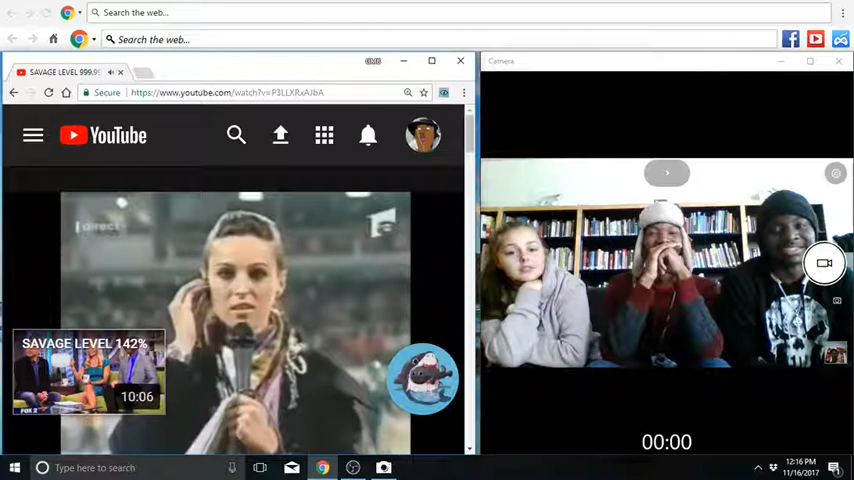 Search the web...
Search the web...
GMB
SAVAGE LEVEL 999.99
Camera
Secure
https://www.youtube.com/watch?v=P3LLXRxAJbA
YouTube
direct
SAVAGE LEVEL 142%
10:06
FOX 2
00:00
Type here to search
12:16 PM
11/16/2017